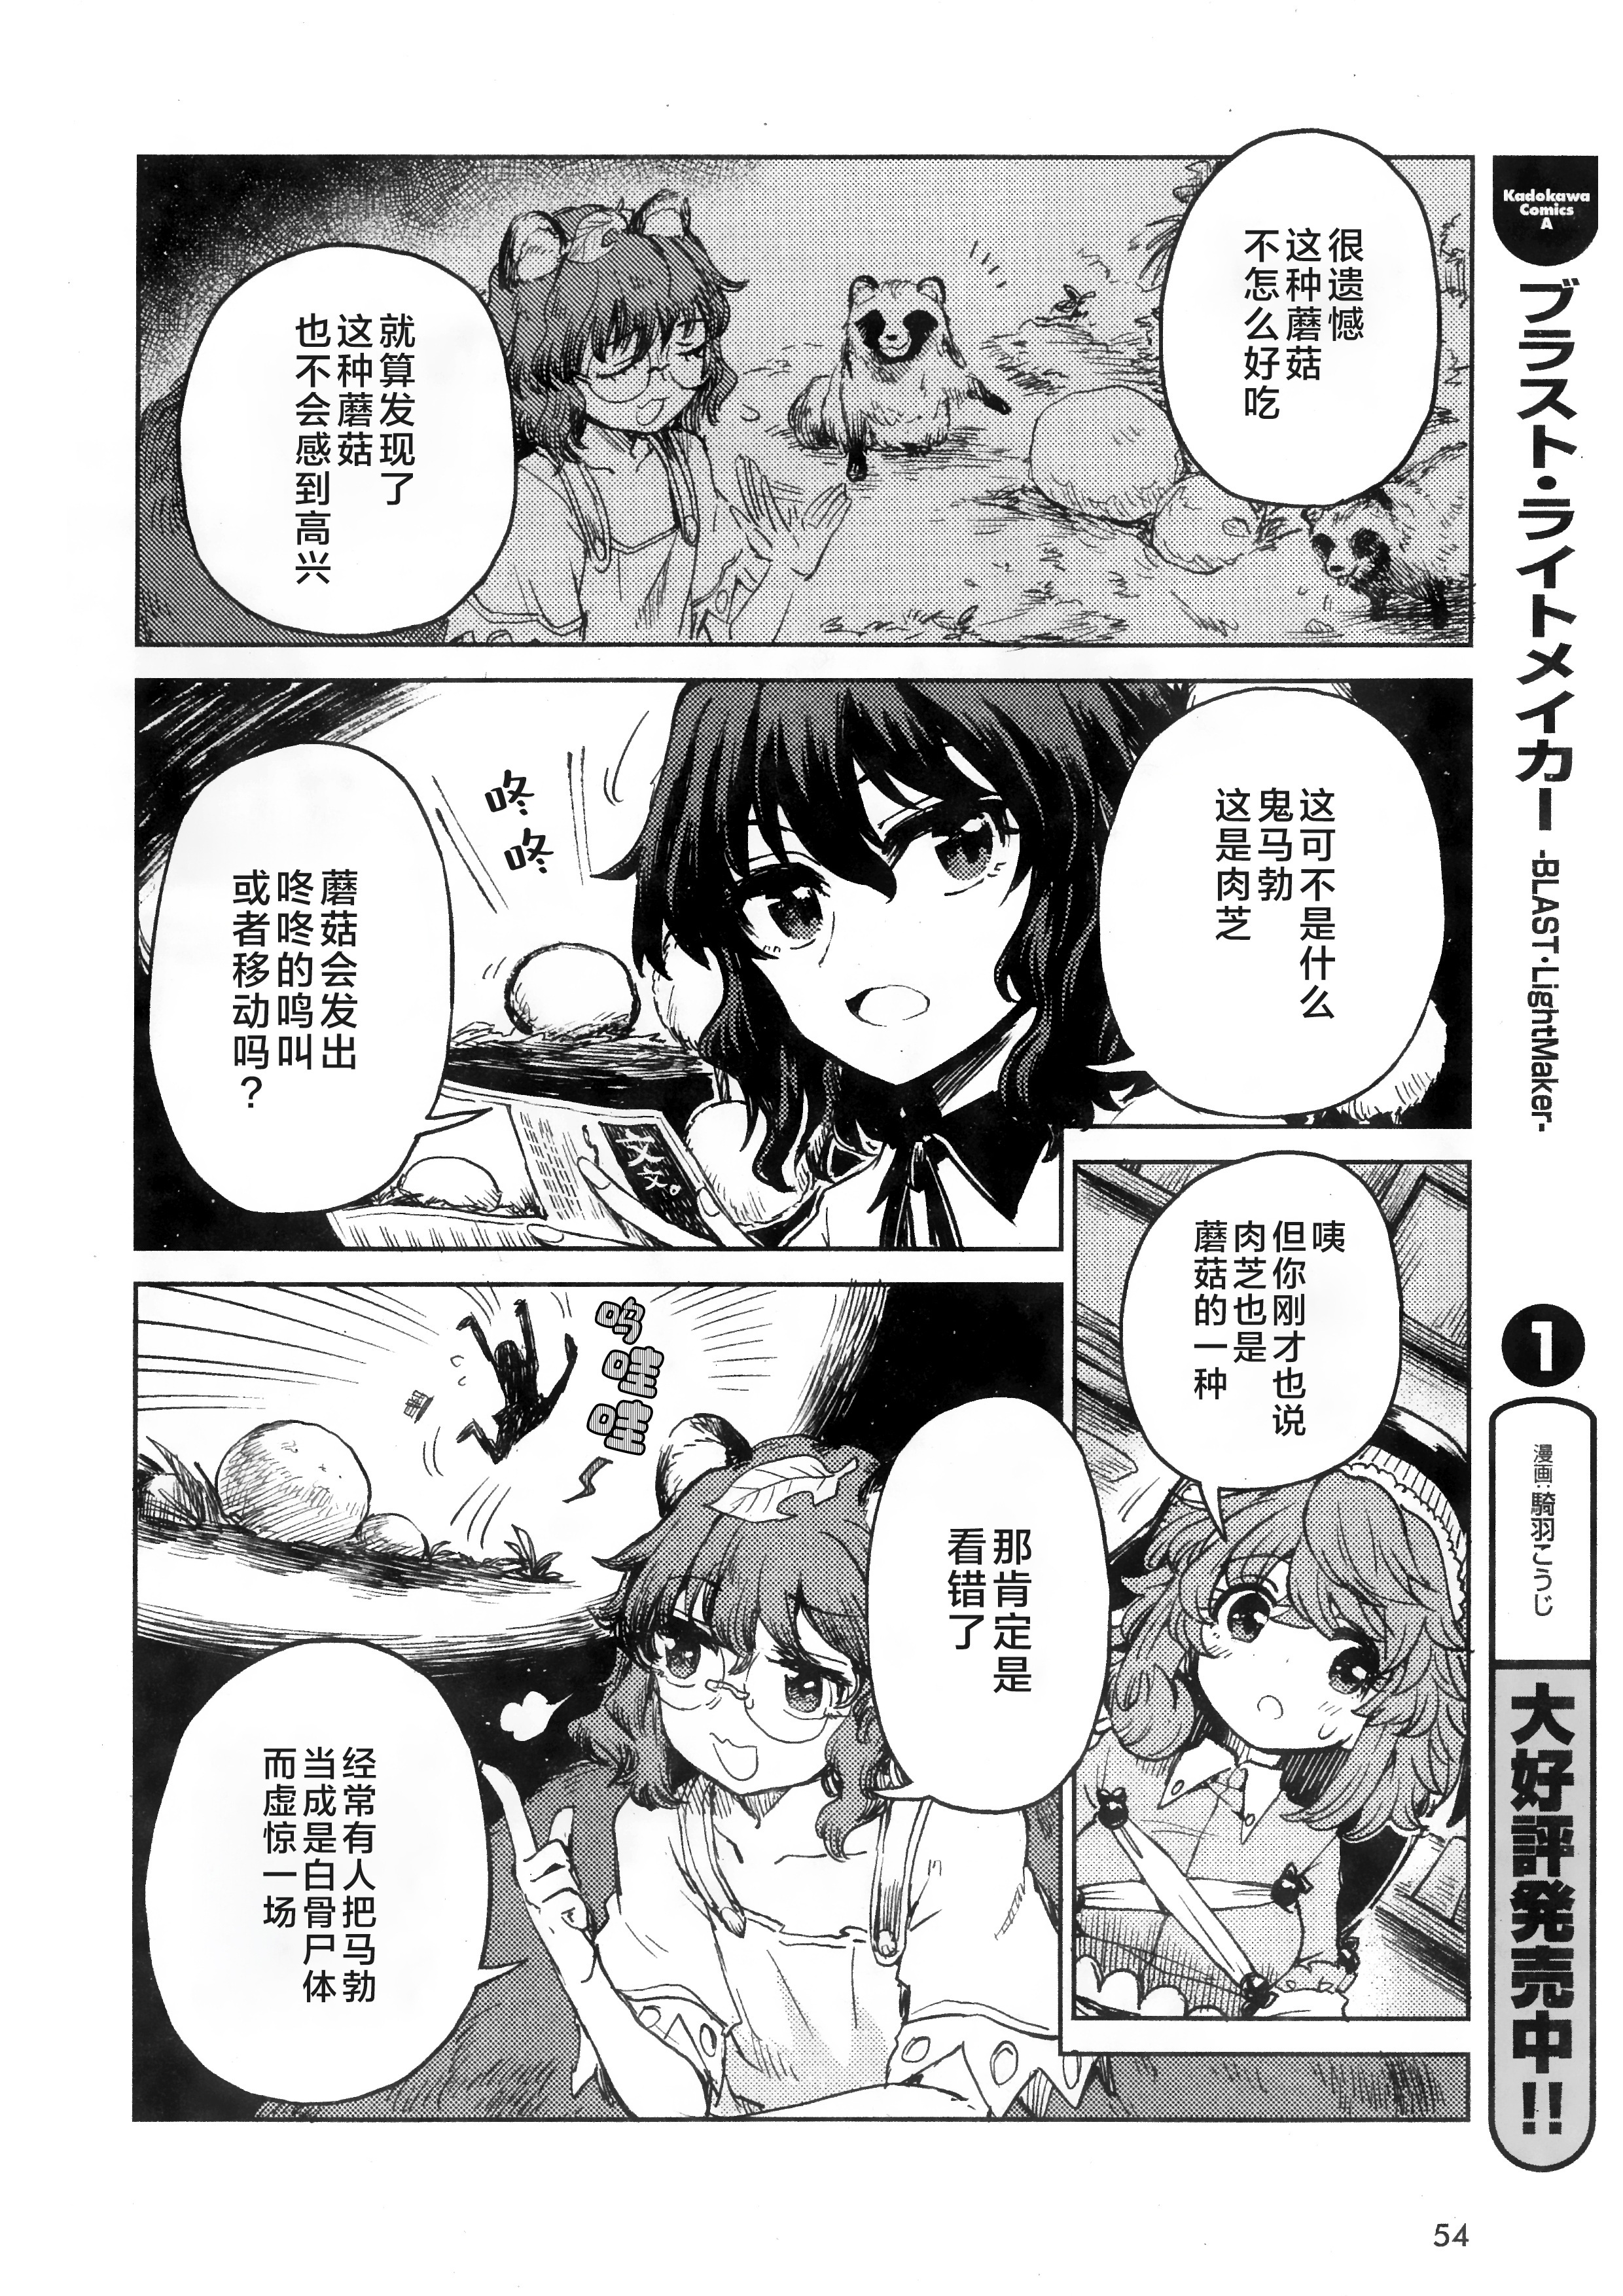 很遗憾
这种蘑菇
不怎么好吃
就算发现了
这种蘑菇
也不会感到高兴
这可不是什么
鬼马勃
这是肉芝
咚
咚
蘑菇会发出
咚咚的鸣叫
或者移动吗?
文
文。
咦
但你刚才也说
肉芝也是
蘑菇的一种
那肯定是
看错了
呜哇哇
经常有人把马勃
当成是白骨尸体
而虚惊一场
Kadokawa
Comics
A
ブラスト・ライトメイカー -BLAST・LightMaker-
1
漫画:騎羽こうじ
大好評発売中!!
54